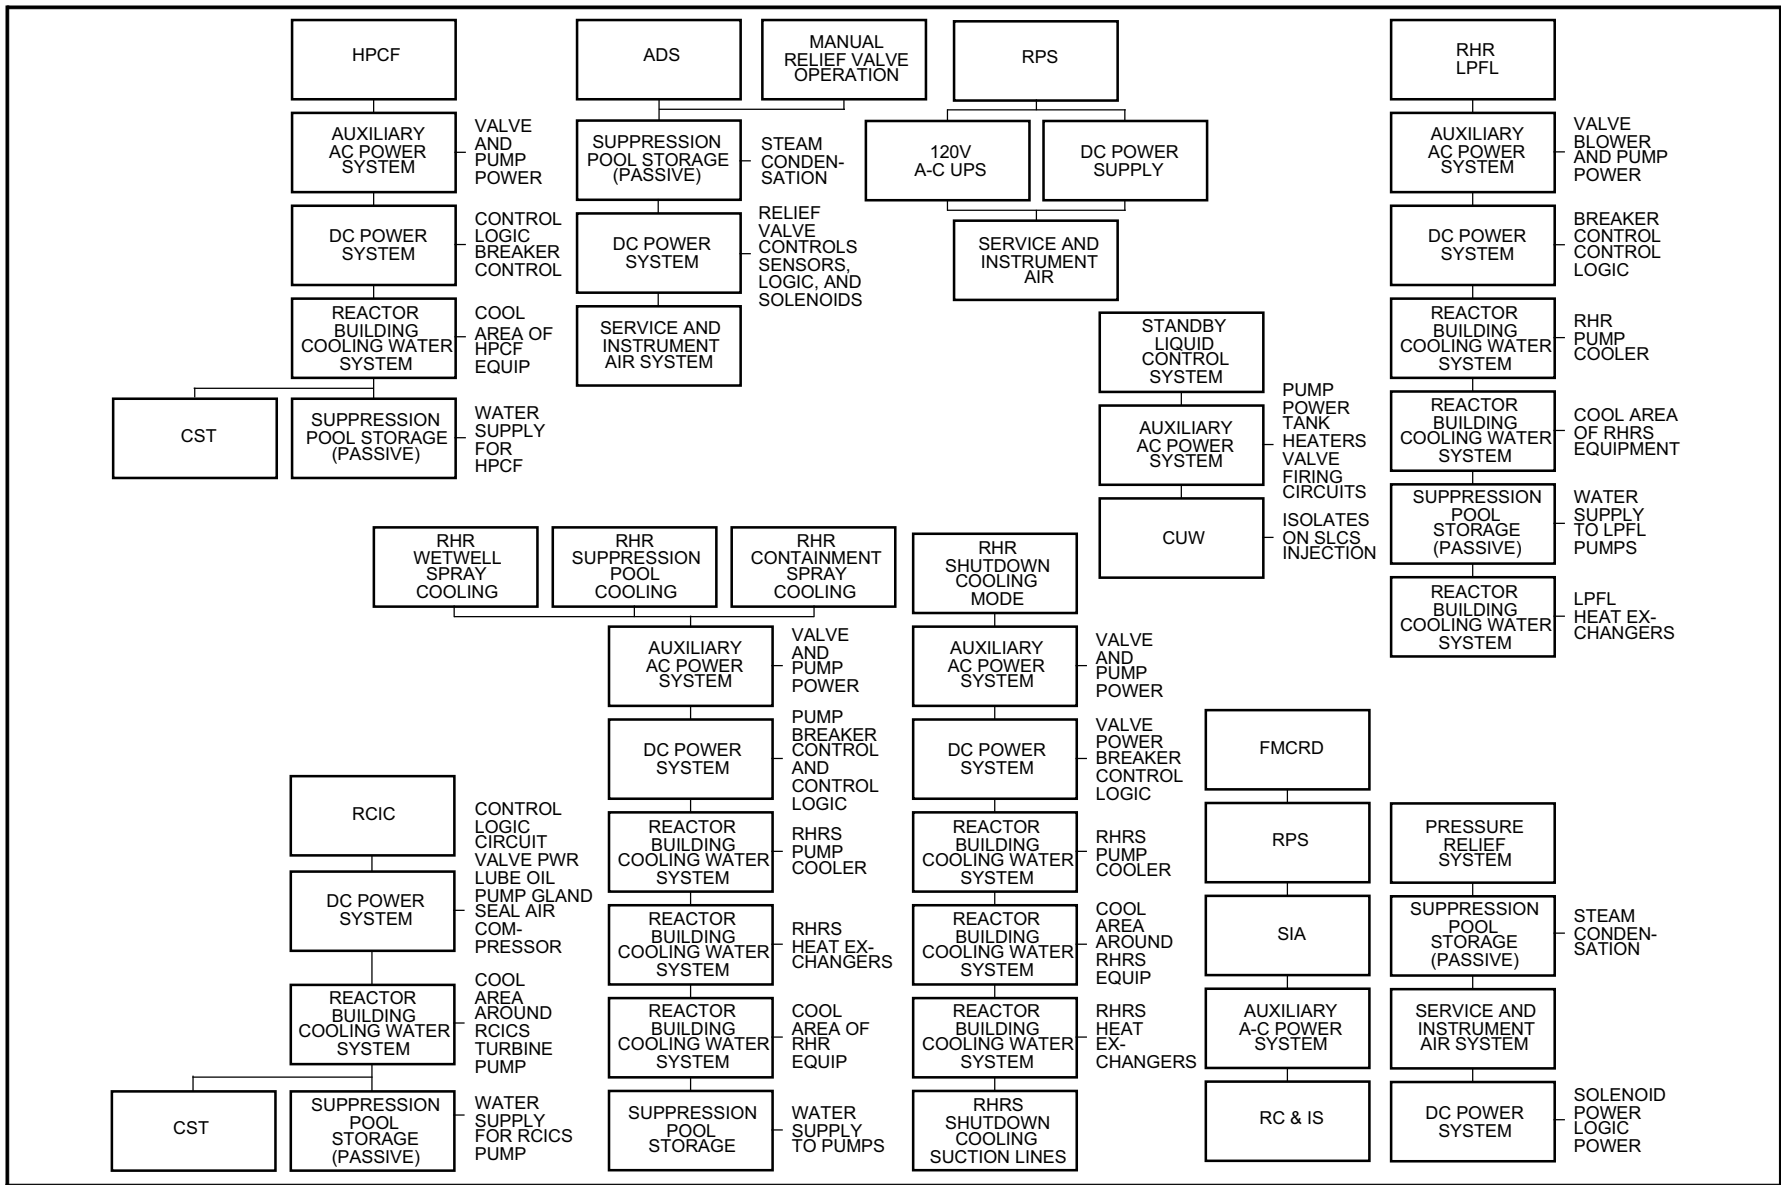 HPCF
AUXILIARY
AC POWER
SYSTEM
VALVE
AND
PUMP
POWER
DC POWER
SYSTEM
CONTROL
LOGIC
BREAKER
CONTROL
REACTOR
BUILDING
COOLING WATER
SYSTEM
COOL
AREA OF
HPCF
EQUIP
CST
SUPPRESSION
POOL STORAGE
(PASSIVE)
WATER
SUPPLY
FOR
HPCF
ADS
MANUAL
RELIEF VALVE
OPERATION
SUPPRESSION
POOL STORAGE
(PASSIVE)
STEAM
CONDEN-
SATION
DC POWER
SYSTEM
RELIEF
VALVE
CONTROLS
SENSORS,
LOGIC, AND
SOLENOIDS
SERVICE AND
INSTRUMENT
AIR SYSTEM
RPS
120V
A-C UPS
DC POWER
SUPPLY
SERVICE AND
INSTRUMENT
AIR
STANDBY
LIQUID
CONTROL
SYSTEM
AUXILIARY
AC POWER
SYSTEM
PUMP
POWER
TANK
HEATERS
VALVE
FIRING
CIRCUITS
CUW
ISOLATES
ON SLCS
INJECTION
RHR
LPFL
AUXILIARY
AC POWER
SYSTEM
VALVE
BLOWER
AND PUMP
POWER
DC POWER
SYSTEM
BREAKER
CONTROL
CONTROL
LOGIC
REACTOR
BUILDING
COOLING WATER
SYSTEM
RHR
PUMP
COOLER
REACTOR
BUILDING
COOLING WATER
SYSTEM
COOL AREA
OF RHRS
EQUIPMENT
SUPPRESSION
POOL
STORAGE
(PASSIVE)
WATER
SUPPLY
TO LPFL
PUMPS
REACTOR
BUILDING
COOLING WATER
SYSTEM
LPFL
HEAT EX-
CHANGERS
RCIC
DC POWER
SYSTEM
CONTROL
LOGIC
CIRCUIT
VALVE PWR
LUBE OIL
PUMP GLAND
SEAL AIR
COM-
PRESSOR
REACTOR
BUILDING
COOLING WATER
SYSTEM
COOL
AREA
AROUND
RCICS
TURBINE
PUMP
CST
SUPPRESSION
POOL
STORAGE
(PASSIVE)
WATER
SUPPLY
FOR RCICS
PUMP
RHR
WETWELL
SPRAY
COOLING
RHR
SUPPRESSION
POOL
COOLING
RHR
CONTAINMENT
SPRAY
COOLING
AUXILIARY
AC POWER
SYSTEM
VALVE
AND
PUMP
POWER
DC POWER
SYSTEM
PUMP
BREAKER
CONTROL
AND
CONTROL
LOGIC
REACTOR
BUILDING
COOLING WATER
SYSTEM
RHRS
PUMP
COOLER
REACTOR
BUILDING
COOLING WATER
SYSTEM
RHRS
HEAT EX-
CHANGERS
REACTOR
BUILDING
COOLING WATER
SYSTEM
COOL
AREA OF
RHR
EQUIP
SUPPRESSION
POOL
STORAGE
WATER
SUPPLY
TO PUMPS
RHR
SHUTDOWN
COOLING
MODE
AUXILIARY
AC POWER
SYSTEM
VALVE
AND
PUMP
POWER
DC POWER
SYSTEM
VALVE
POWER
BREAKER
CONTROL
LOGIC
REACTOR
BUILDING
COOLING WATER
SYSTEM
RHRS
PUMP
COOLER
REACTOR
BUILDING
COOLING WATER
SYSTEM
COOL
AREA
AROUND
RHRS
EQUIP
REACTOR
BUILDING
COOLING WATER
SYSTEM
RHRS
HEAT
EX-
CHANGERS
RHRS
SHUTDOWN
COOLING
SUCTION LINES
FMCRD
RPS
SIA
AUXILIARY
A-C POWER
SYSTEM
RC & IS
PRESSURE
RELIEF
SYSTEM
SUPPRESSION
POOL
STORAGE
(PASSIVE)
STEAM
CONDEN-
SATION
SERVICE AND
INSTRUMENT
AIR SYSTEM
DC POWER
SYSTEM
SOLENOID
POWER
LOGIC
POWER